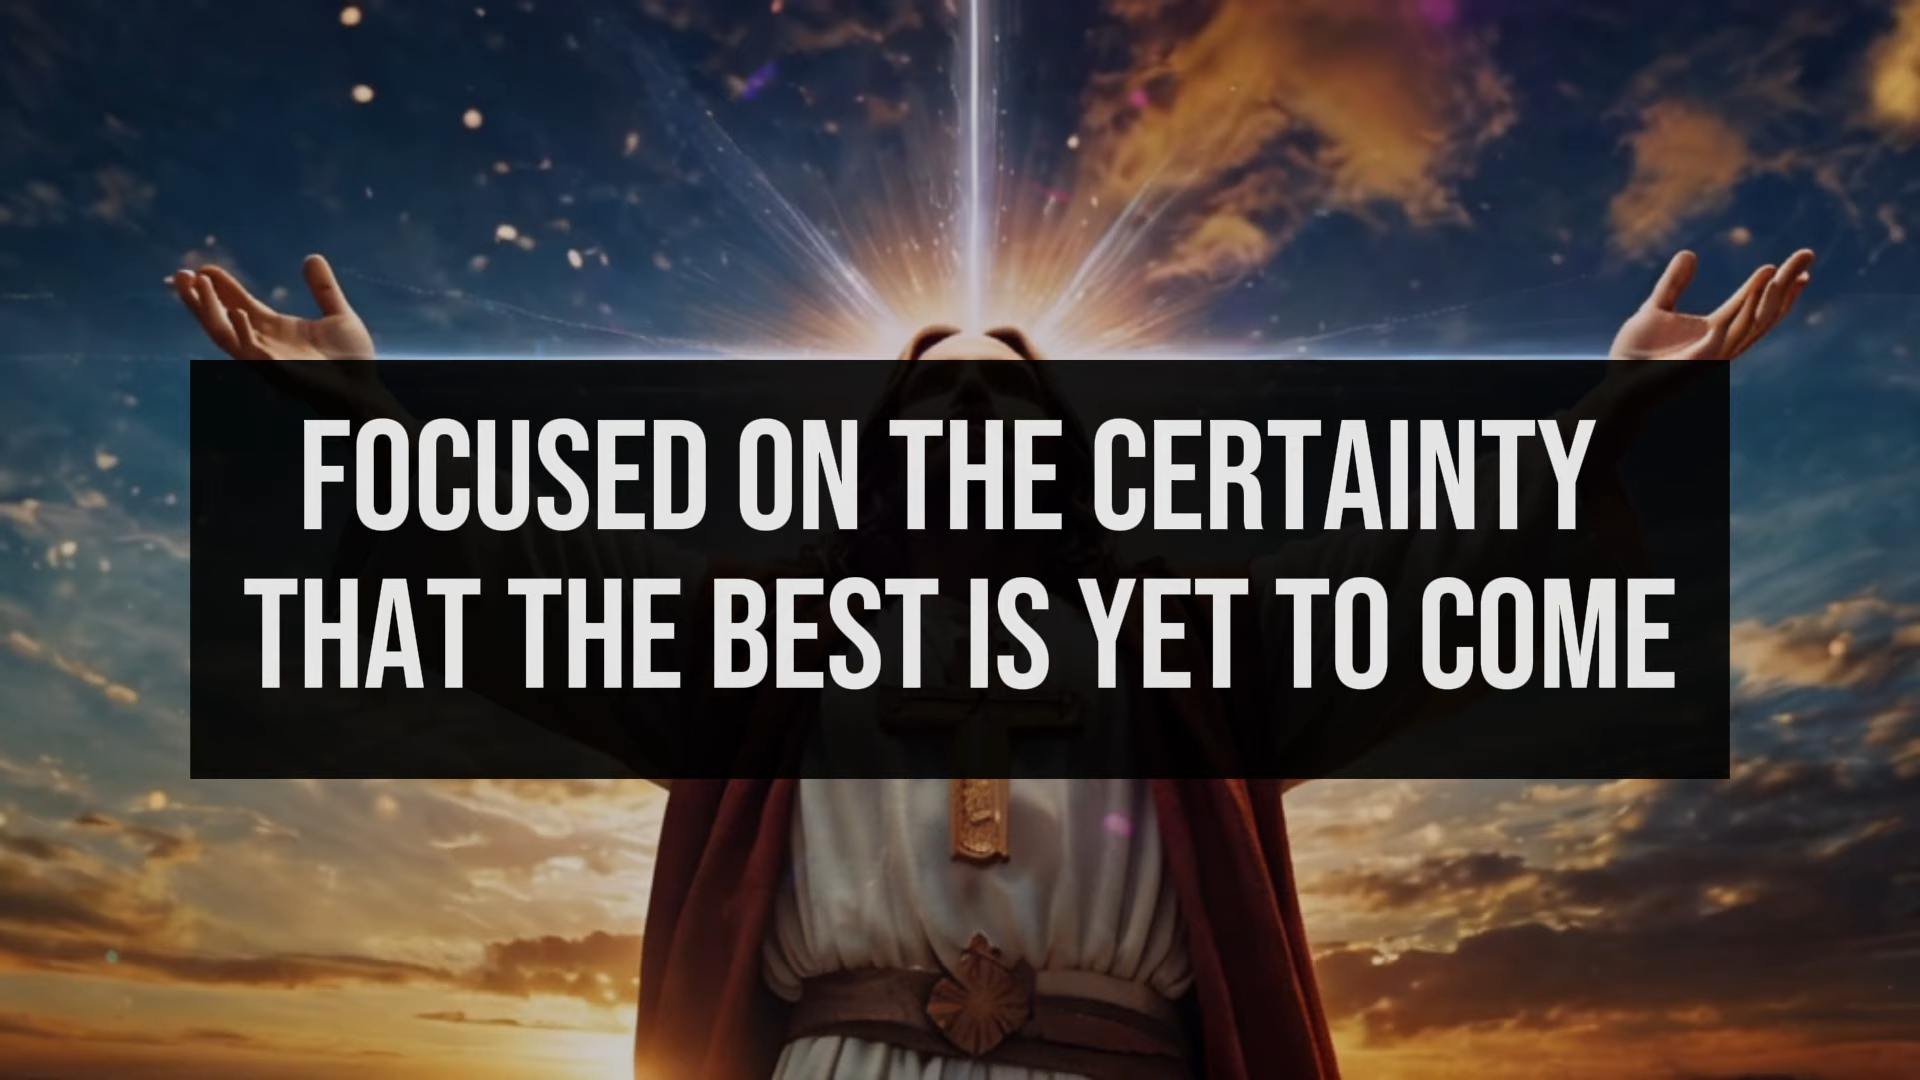 FOCUSED ON THE CERTAINTY
THAT THE BEST IS YET TO COME